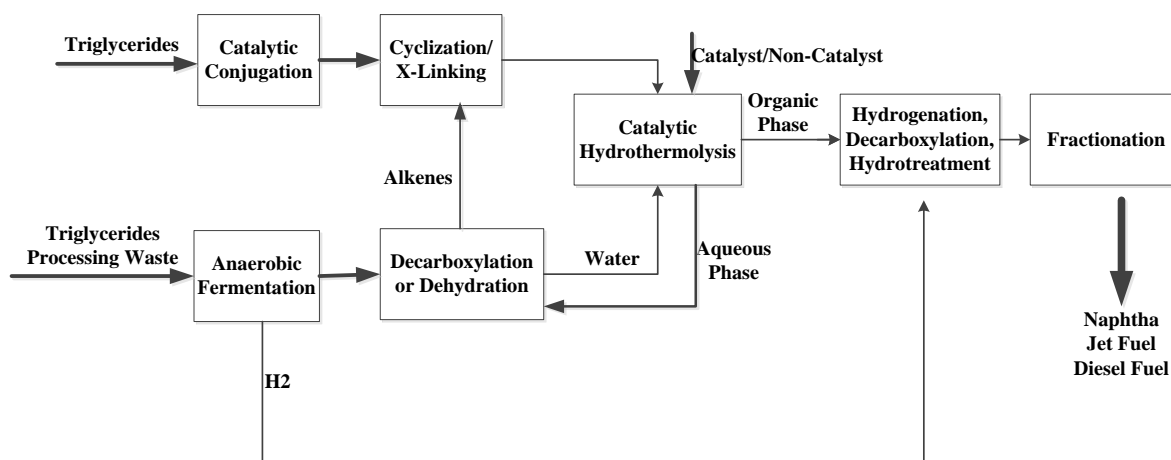 Triglycerides
Catalytic
Conjugation
Cyclization/
X-Linking
Catalyst/Non-Catalyst
Catalytic
Hydrothermolysis
Organic
Phase
Hydrogenation,
Decarboxylation,
Hydrotreatment
Fractionation
Alkenes
Triglycerides
Processing Waste
Anaerobic
Fermentation
Decarboxylation
or Dehydration
Water
Aqueous
Phase
Naphtha
Jet Fuel
Diesel Fuel
H2